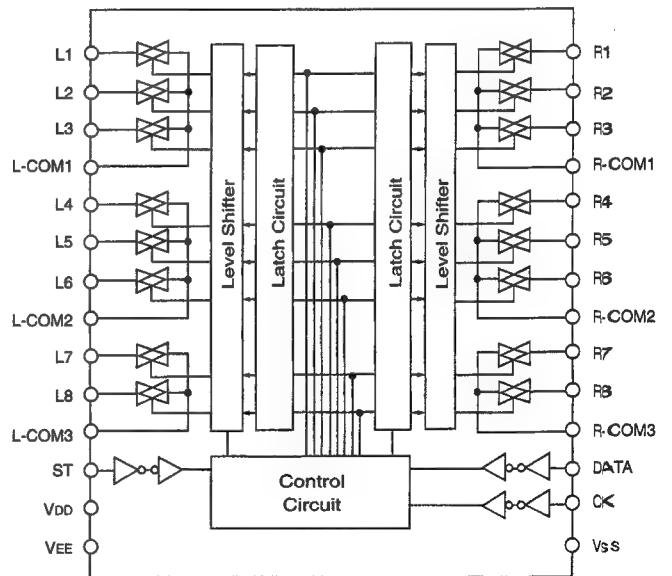 L1
L2
L3
L-COM1
L4
L5
L6
L-COM2
L7
L8
L-COM3
ST
VDD
VEE
Level Shifter
Latch Circuit
Latch Circuit
Level Shifter
Control
Circuit
R1
R2
R3
R-COM1
R4
R5
R6
R-COM2
R7
R8
R-COM3
DATA
CK
VSS